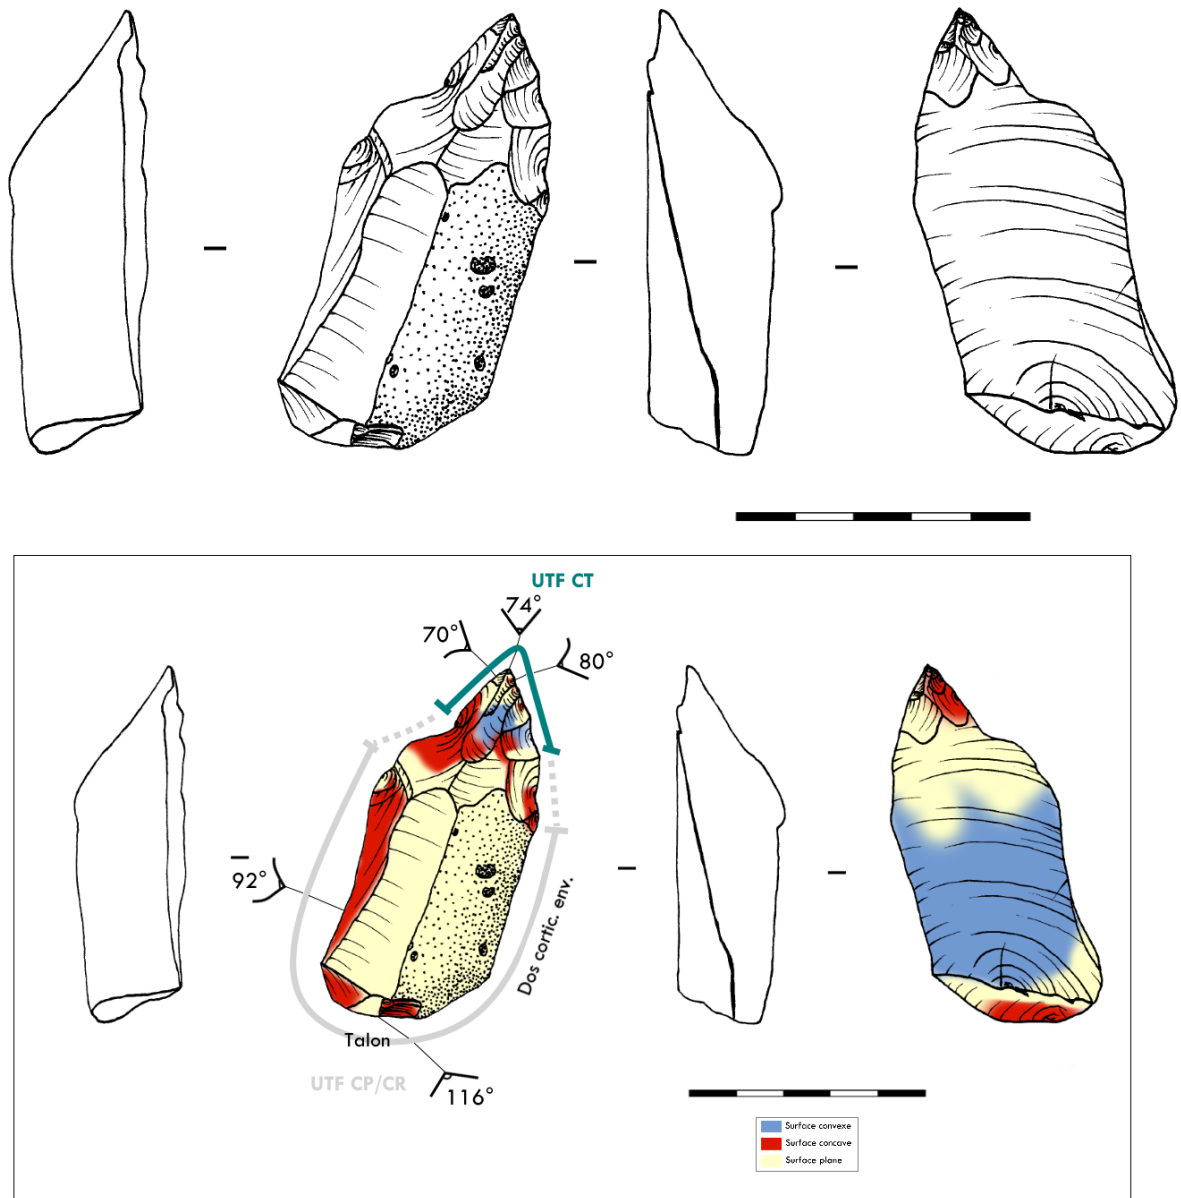 UTF CT
74°
70°
80°
92°
Dos cortic. env.
Talon
UTF CP/CR
116°
Surface convexe
Surface concave
Surface plane